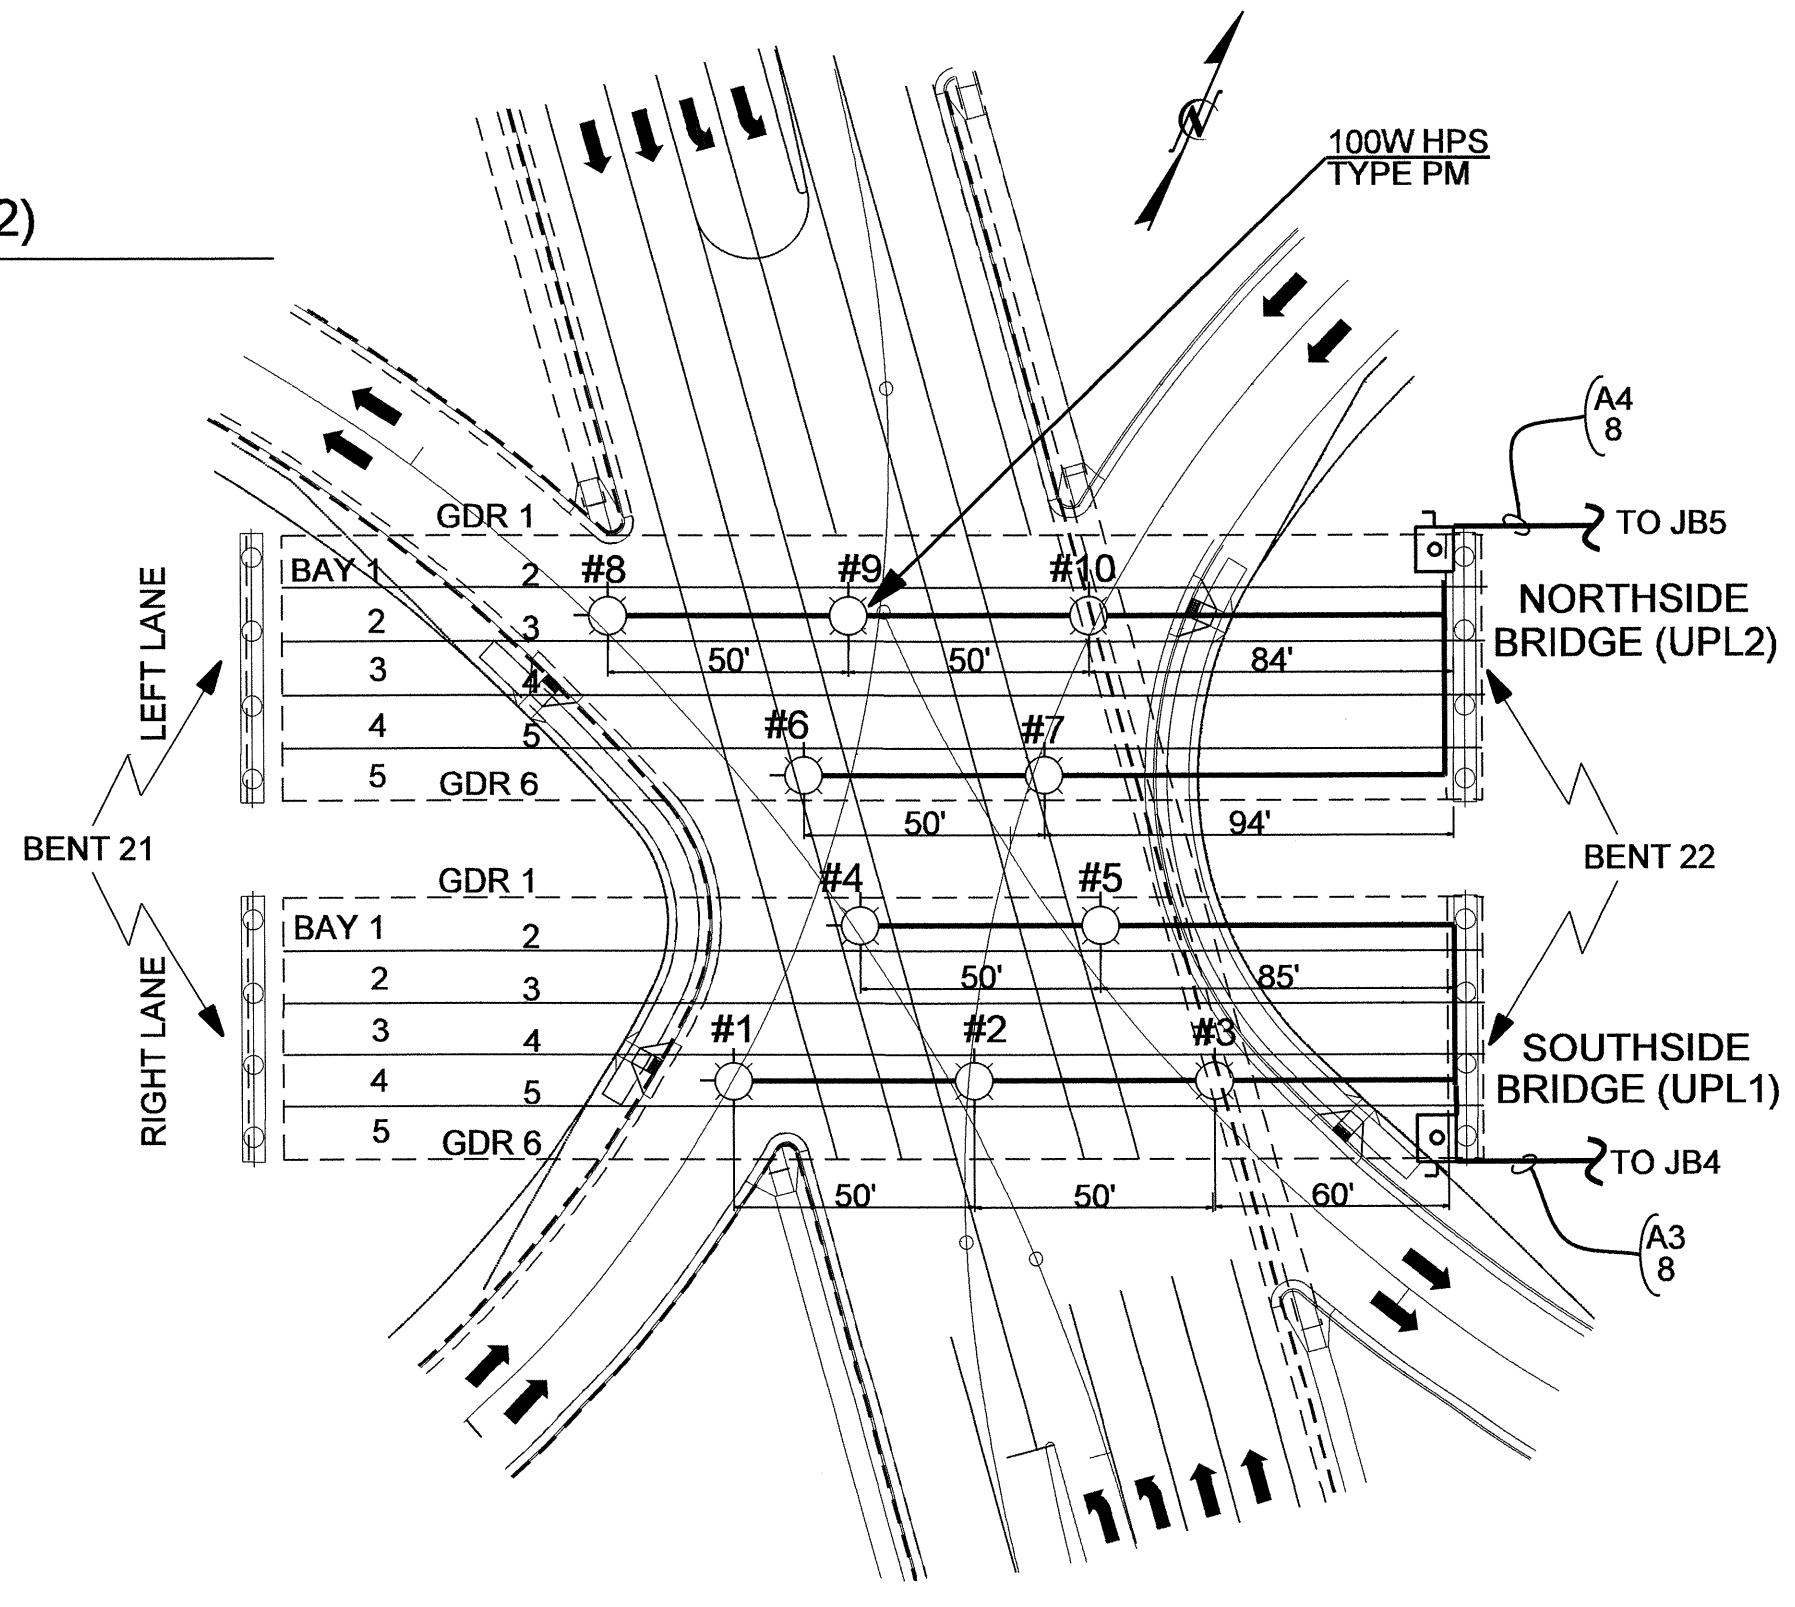 2)
N
100W HPS
TYPE PM
A4
8
TO JB5
GDR 1
BAY 1
2
#8
#9
#10
2
3
50'
50'
84'
3
4
#6
#7
4
5
5
GDR 6
50'
94'
LEFT LANE
NORTHSIDE
BRIDGE (UPL2)
BENT 21
BENT 22
GDR 1
#4
#5
BAY 1
2
50'
85'
2
3
#1
#2
#3
3
4
4
5
5
GDR 6
RIGHT LANE
SOUTHSIDE
BRIDGE (UPL1)
TO JB4
50'
50'
60'
A3
8